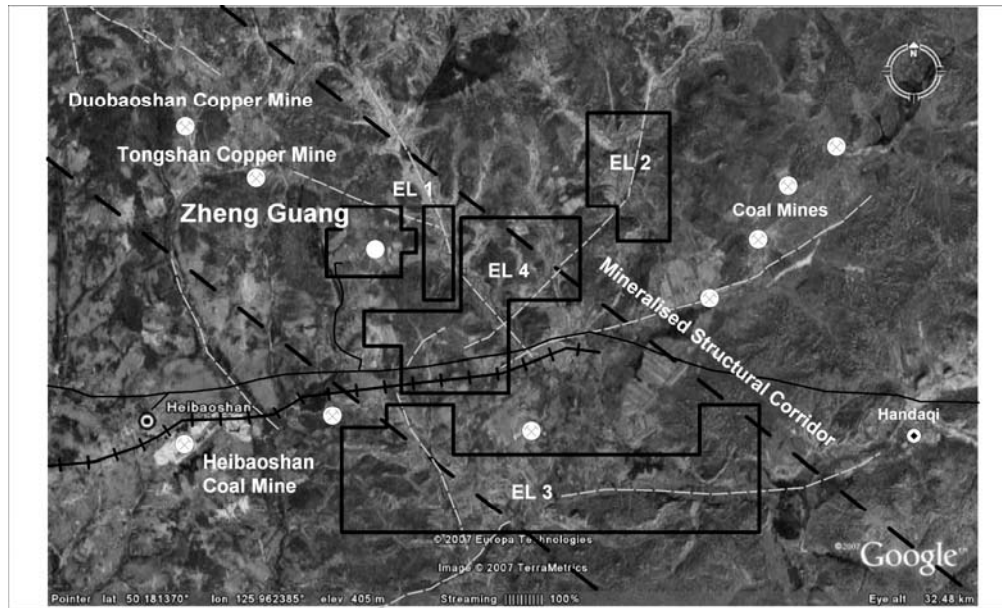 N
Duobaoshan Copper Mine
Tongshan Copper Mine
EL 1
EL 2
Zheng Guang
Coal Mines
EL 4
Mineralised Structural Corridor
Heibaoshan
Handaqi
Heibaoshan
Coal Mine
EL 3
© 2007 Europa Technologies
Image © 2007 TerraMetrics
©2007 Google™
Pointer lat 50.181370° lon 125.962385° elev 405 m Streaming |||||||||| 100% Eye alt 32.48 km